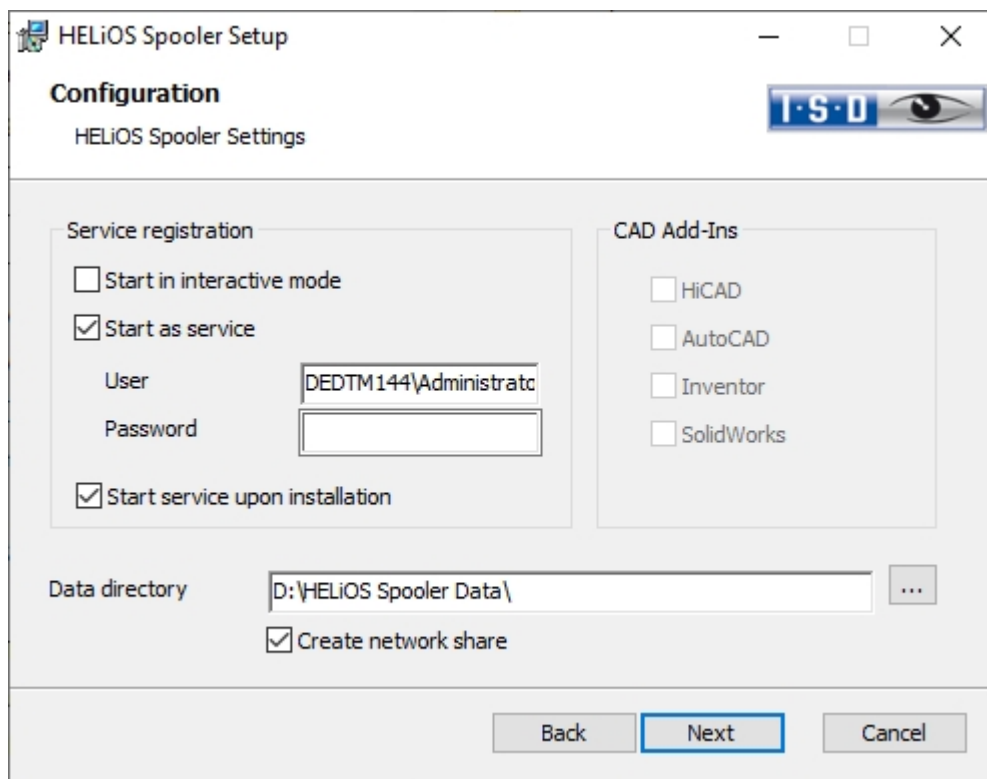 HELiOS Spooler Setup
Configuration
HELiOS Spooler Settings
I·S·D
Service registration
Start in interactive mode
Start as service
User DEDTM144\Administrato
Password
Start service upon installation
CAD Add-Ins
HiCAD
AutoCAD
Inventor
SolidWorks
Data directory D:\HELiOS Spooler Data\ ...
Create network share
Back Next Cancel